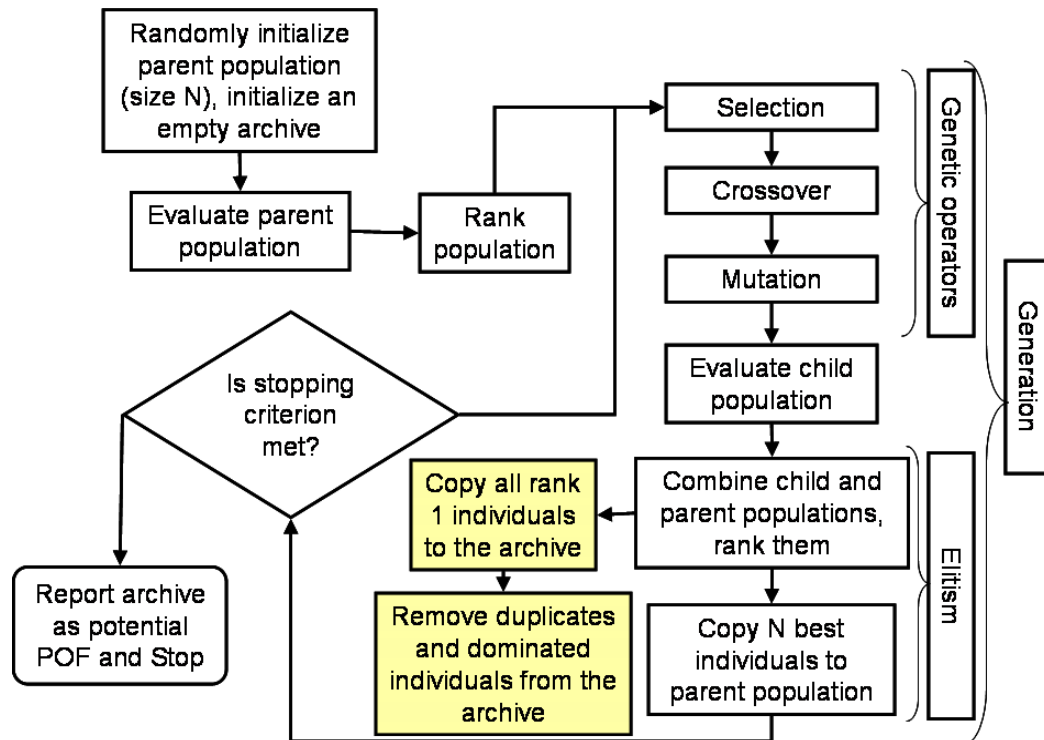 Randomly initialize
parent population
(size N), initialize an
empty archive
Evaluate parent
population
Rank
population
Selection
Crossover
Mutation
Genetic operators
Evaluate child
population
Generation
Is stopping
criterion
met?
Copy all rank
1 individuals
to the archive
Combine child and
parent populations,
rank them
Elitism
Remove duplicates
and dominated
individuals from the
archive
Copy N best
individuals to
parent population
Report archive
as potential
POF and Stop